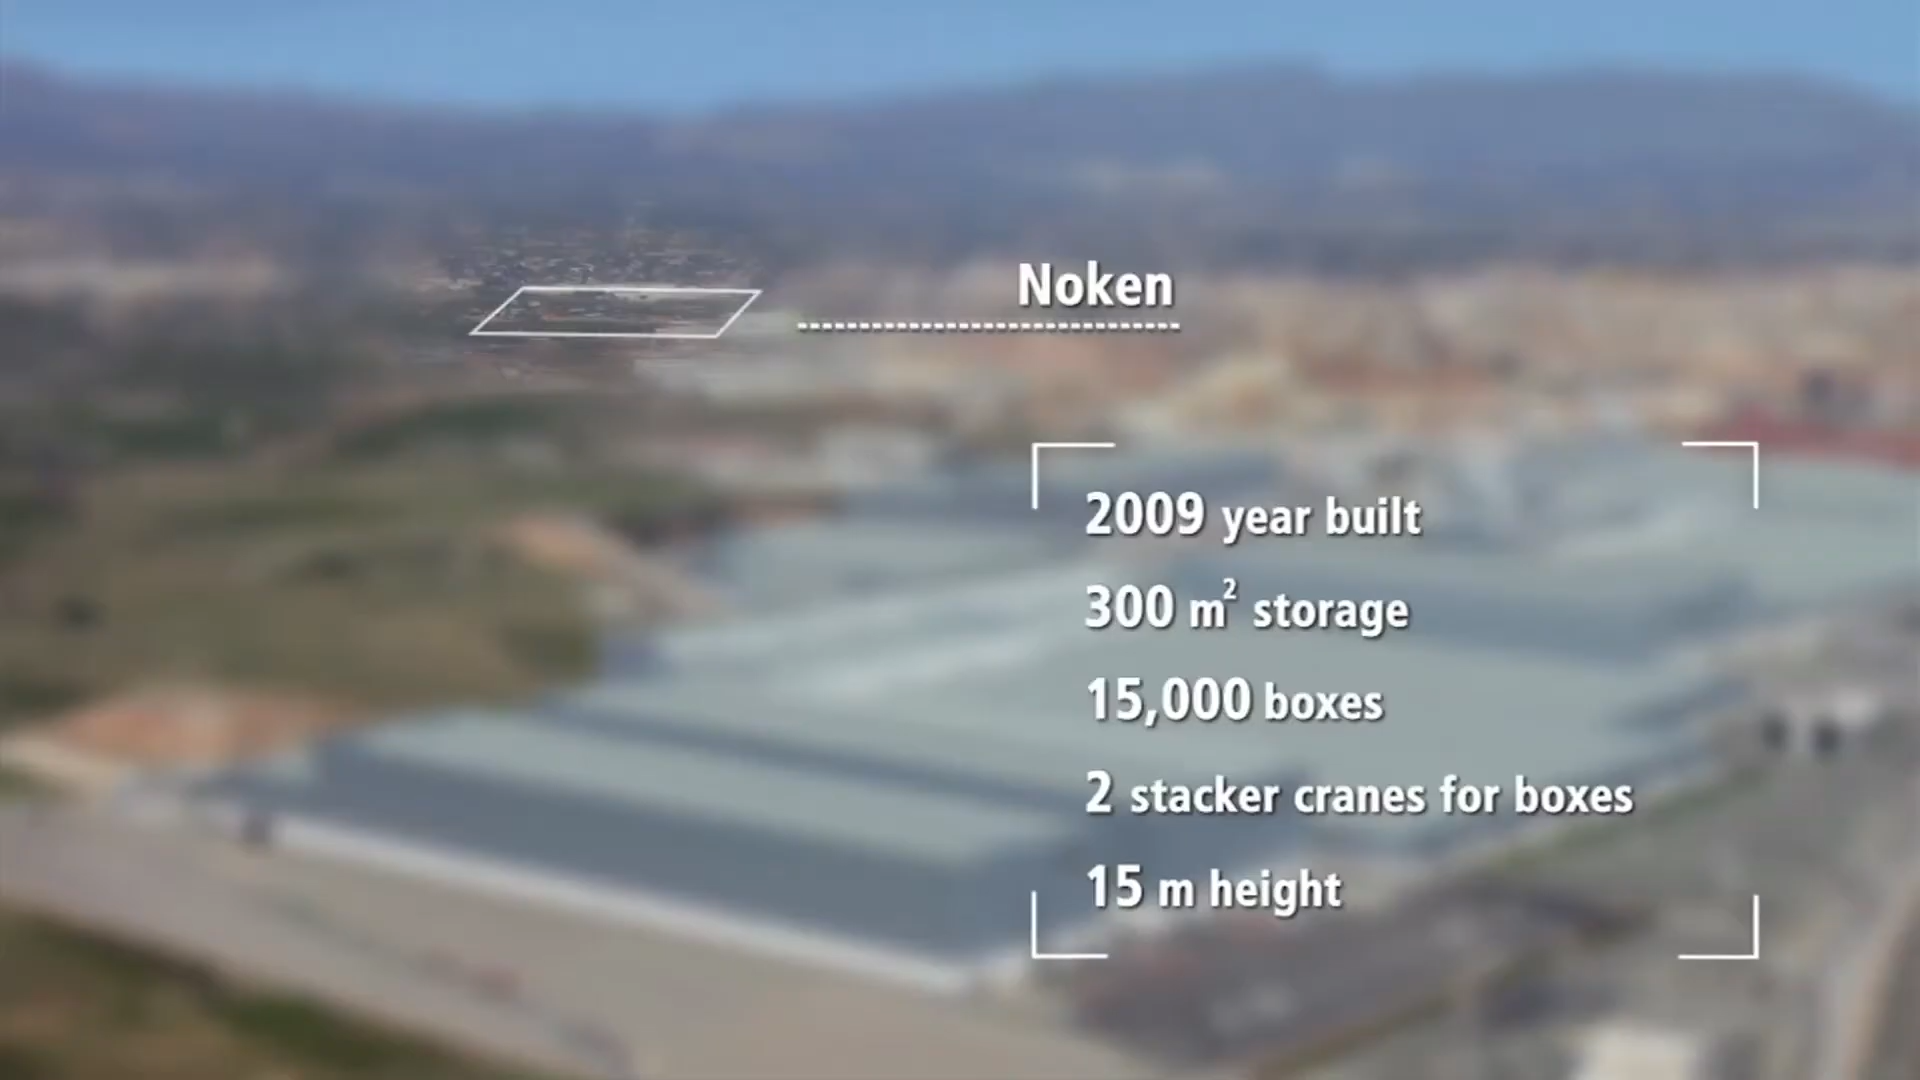 Noken
2009 year built
300 m² storage
15,000 boxes
2 stacker cranes for boxes
15 m height